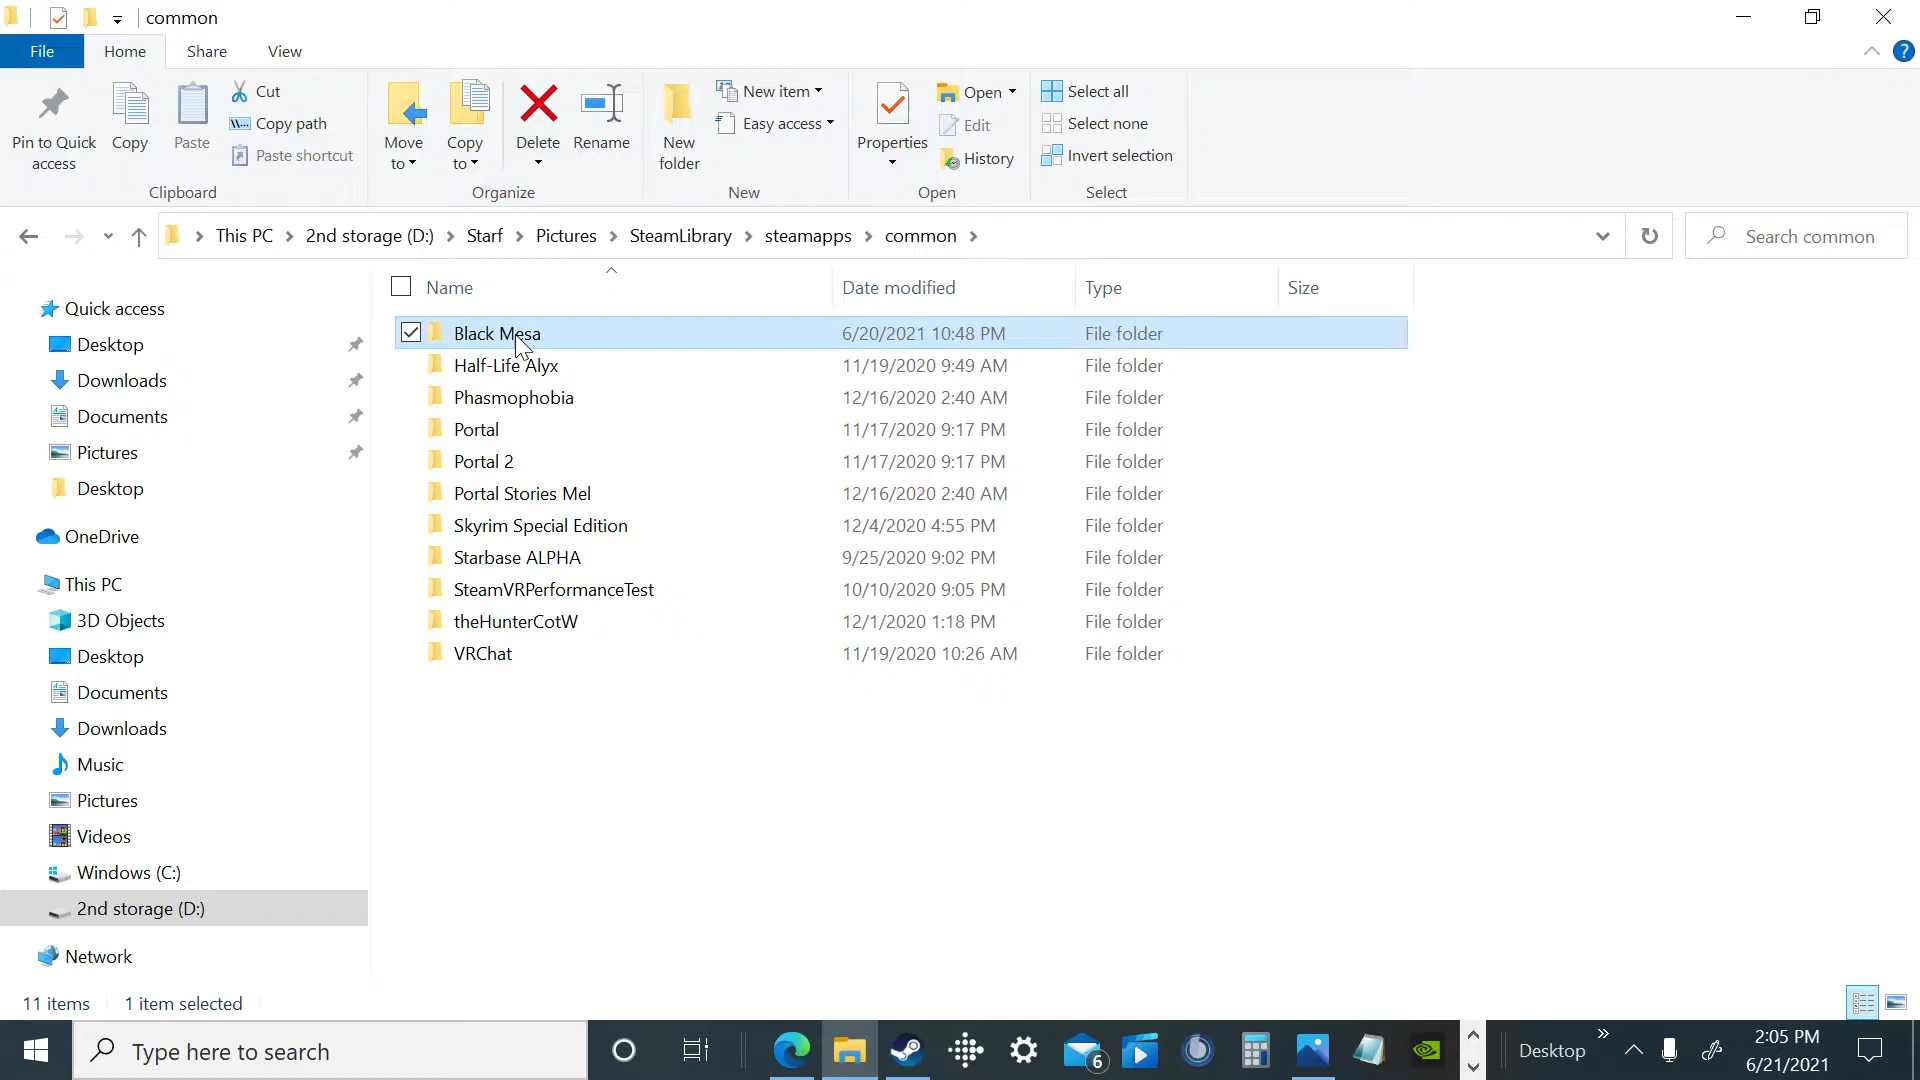 common
File Home Share View
Pin to Quick access
Copy
Paste
Cut
Copy path
Paste shortcut
Clipboard
Move to
Copy to
Delete
Rename
Organize
New folder
New item
Easy access
New
Properties
Open
Edit
History
Open
Select all
Select none
Invert selection
Select
This PC > 2nd storage (D:) > Starf > Pictures > SteamLibrary > steamapps > common >
Search common
Quick access
Desktop
Downloads
Documents
Pictures
Desktop
OneDrive
This PC
3D Objects
Desktop
Documents
Downloads
Music
Pictures
Videos
Windows (C:)
2nd storage (D:)
Network
Name Date modified Type Size
Black Mesa 6/20/2021 10:48 PM File folder
Half-Life Alyx 11/19/2020 9:49 AM File folder
Phasmophobia 12/16/2020 2:40 AM File folder
Portal 11/17/2020 9:17 PM File folder
Portal 2 11/17/2020 9:17 PM File folder
Portal Stories Mel 12/16/2020 2:40 AM File folder
Skyrim Special Edition 12/4/2020 4:55 PM File folder
Starbase ALPHA 9/25/2020 9:02 PM File folder
SteamVRPerformanceTest 10/10/2020 9:05 PM File folder
theHunterCotW 12/1/2020 1:18 PM File folder
VRChat 11/19/2020 10:26 AM File folder
11 items 1 item selected
Type here to search
6
Desktop
2:05 PM
6/21/2021